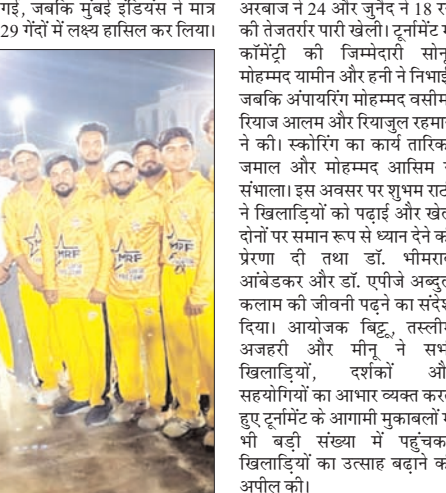 गई, जबकि मुंबई इंडियंस ने मात्र
29 गेंदों में लक्ष्य हासिल कर लिया।
MRF
MRF
MRF
अरबाज ने 24 और जुनैद ने 18
की तेजतर्रार पारी खेली। टूर्नामेंट
कॉमेंट्री की जिम्मेदारी सोनू
मोहम्मद यामीन और हनी ने निभाई
जबकि अंपायरिंग मोहम्मद वसीम
रियाज आलम और रियाजुल रहमा
ने की। स्कोरिंग का कार्य तारिक
जमाल और मोहम्मद आसिम
संभाला। इस अवसर पर शुभम राठ
ने खिलाड़ियों को पढ़ाई और खेल
दोनों पर समान रूप से ध्यान देने क
प्रेरणा दी तथा डॉ. भीमराव
आंबेडकर और डॉ. एपीजे अब्दुल
कलाम की जीवनी पढ़ने का संदेश
दिया। आयोजक बिट्टू, तस्लीम
अजहरी और मीनू ने सभ
खिलाड़ियों, दर्शकों औ
सहयोगियों का आभार व्यक्त कर
हुए टूर्नामेंट के आगामी मुकाबलों म
भी बड़ी संख्या में पहुंचक
खिलाड़ियों का उत्साह बढ़ाने क
अपील की।